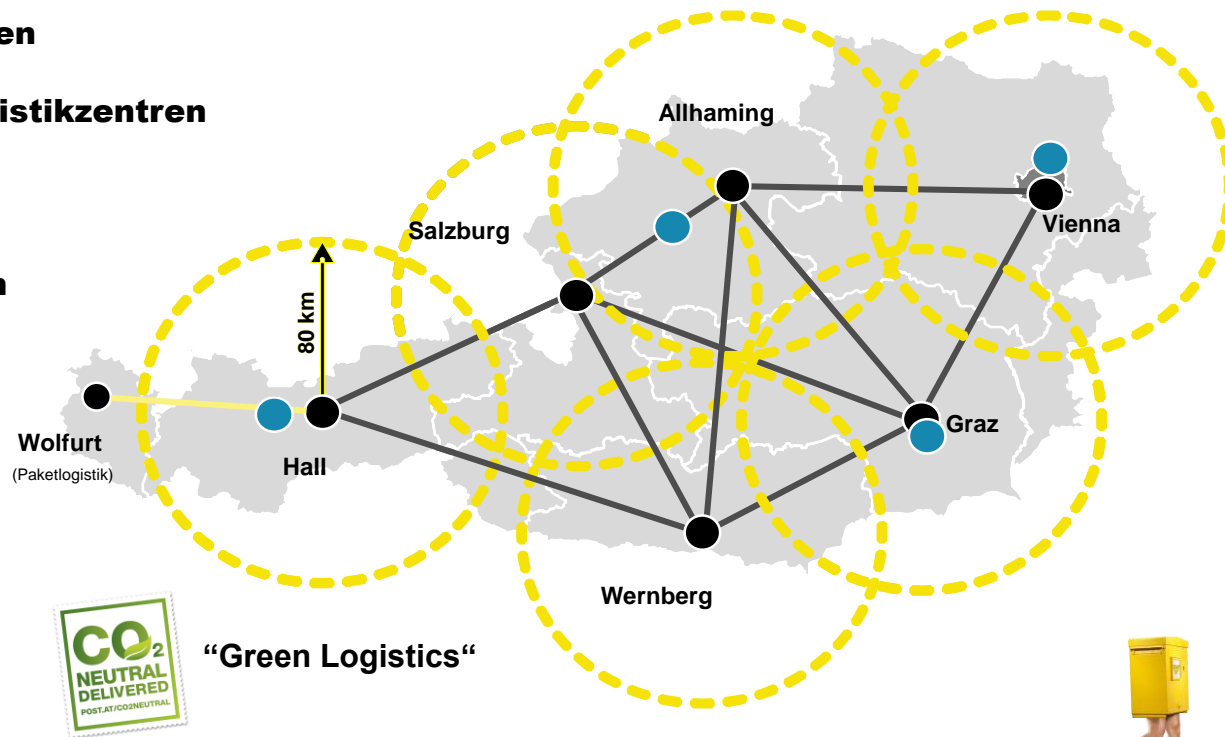 en
istikzentren
n
Allhaming
Salzburg
Vienna
80 km
Wolfurt
(Paketlogistik)
Hall
Graz
Wernberg
CO2
NEUTRAL
DELIVERED
POST.AT/CO2NEUTRAL
“Green Logistics“